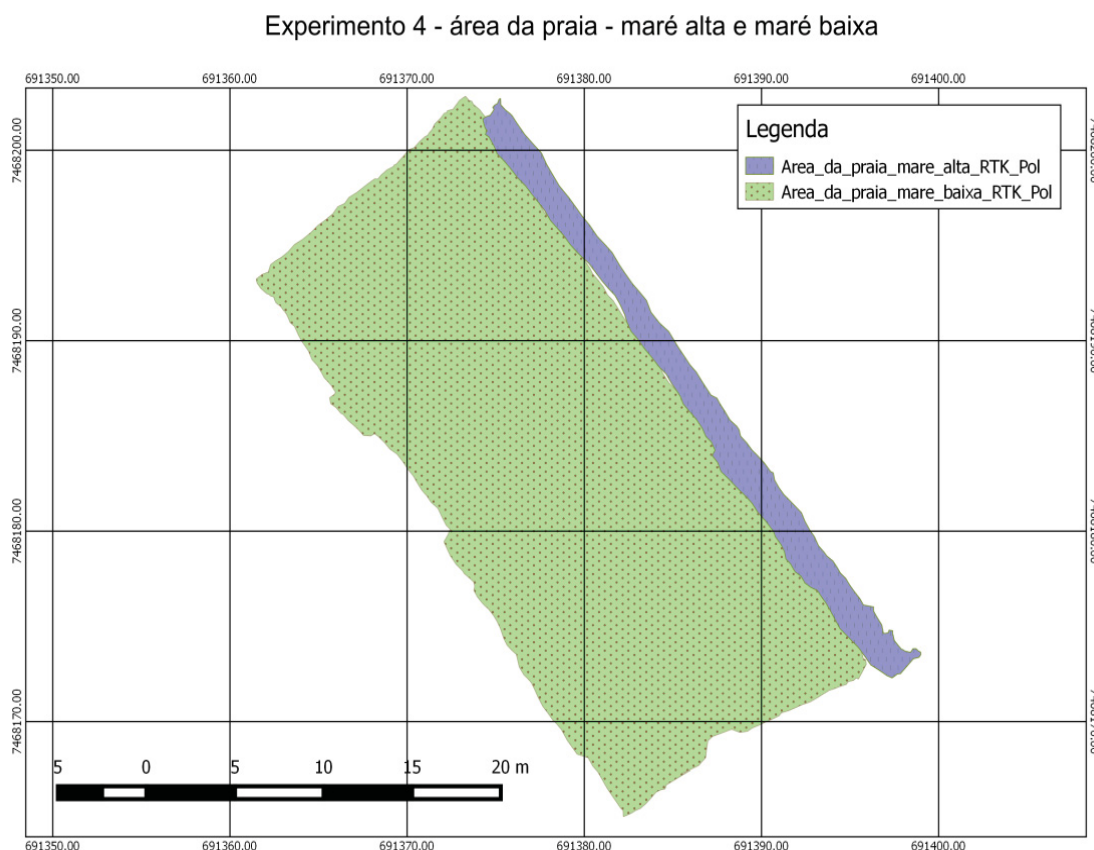 Experimento 4 - área da praia - maré alta e maré baixa
691350.00 691360.00 691370.00 691380.00 691390.00 691400.00
Legenda
7468200.00
Area_da_praia_mare_alta_RTK_Pol
Area_da_praia_mare_baixa_RTK_Pol
7468190.00
7468180.00
7468170.00
5 0 5 10 15 20 m
691350.00 691360.00 691370.00 691380.00 691390.00 691400.00